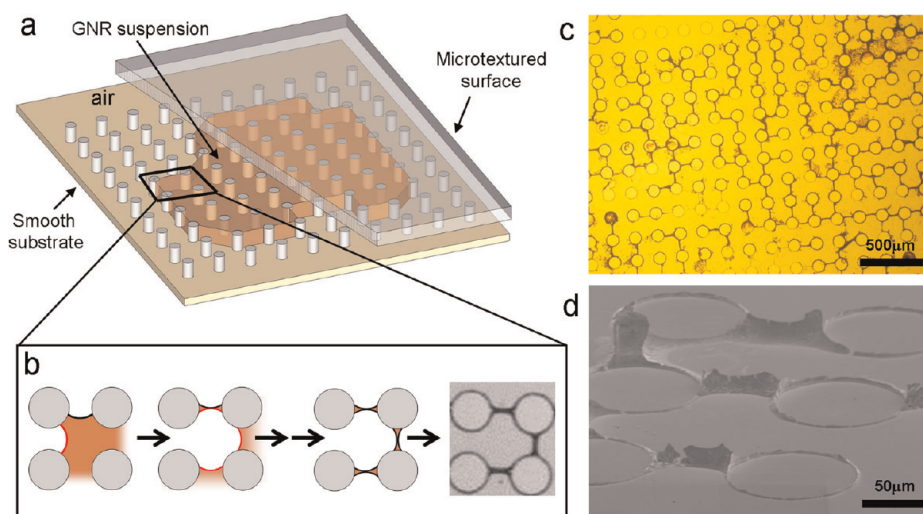 a
GNR suspension
Microtextured
surface
air
Smooth
substrate
b
c
500μm
d
50μm